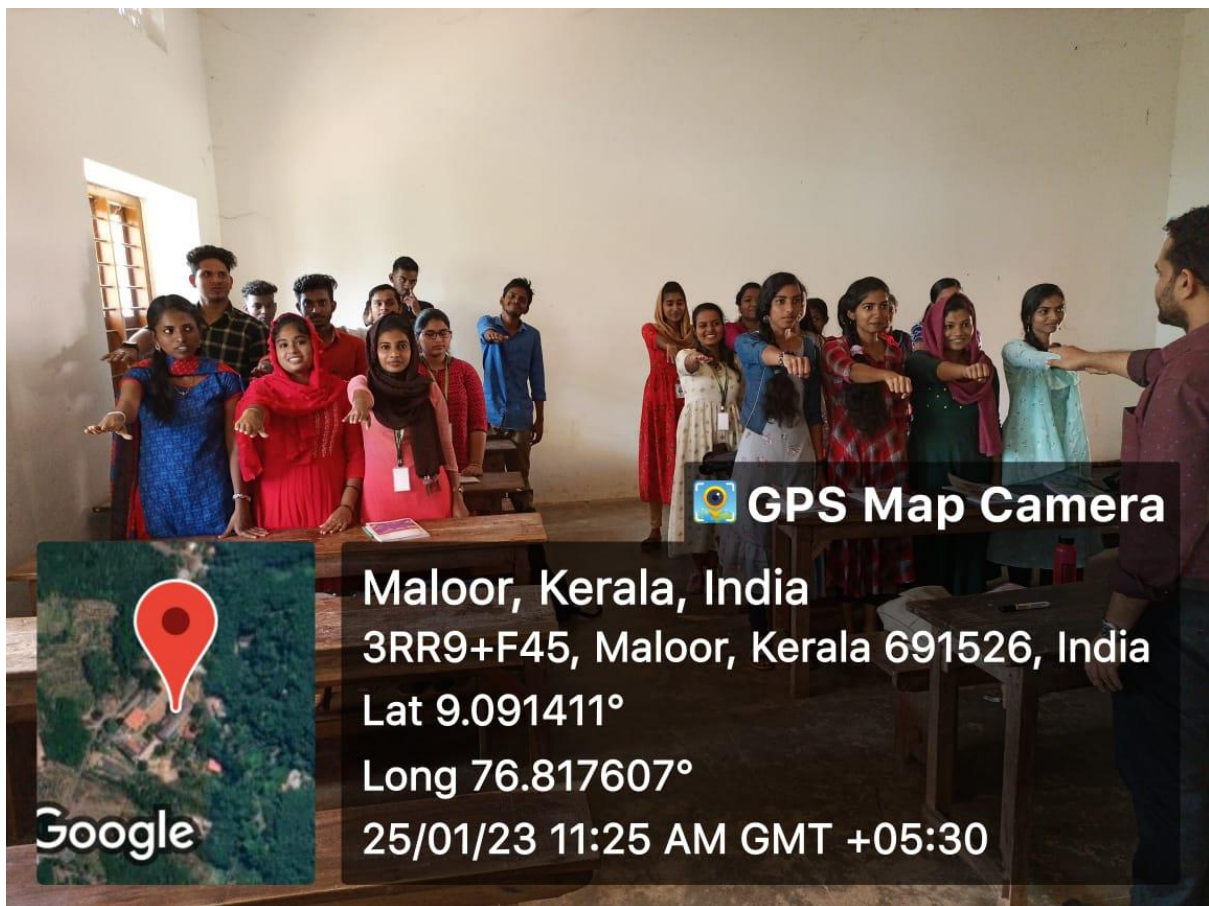 GPS Map Camera
Maloor, Kerala, India
3RR9+F45, Maloor, Kerala 691526, India
Lat 9.091411°
Long 76.817607°
25/01/23 11:25 AM GMT +05:30
Google